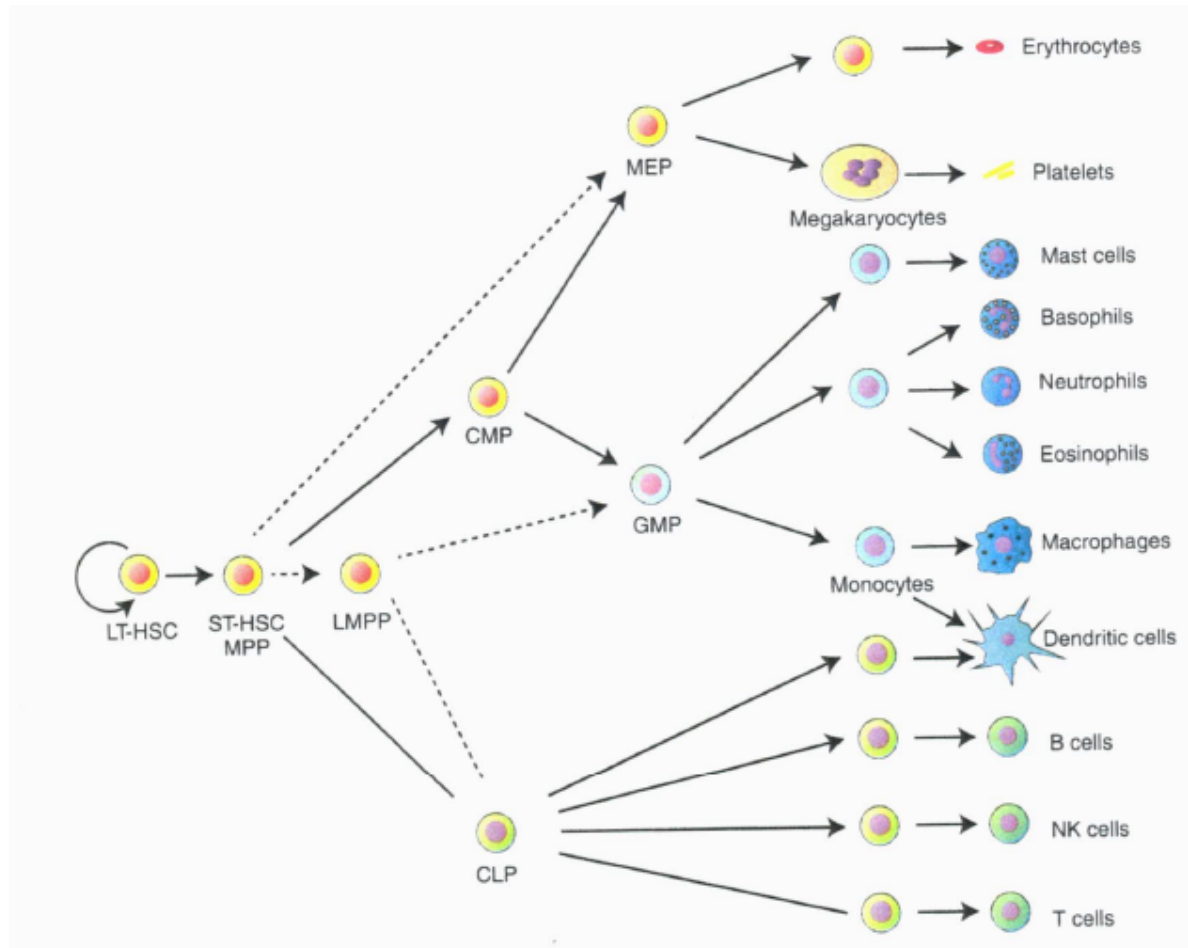 Erythrocytes
MEP
Platelets
Megakaryocytes
Mast cells
Basophils
Neutrophils
CMP
Eosinophils
GMP
Macrophages
Monocytes
LT-HSC
ST-HSC
MPP
LMPP
Dendritic cells
B cells
NK cells
CLP
T cells